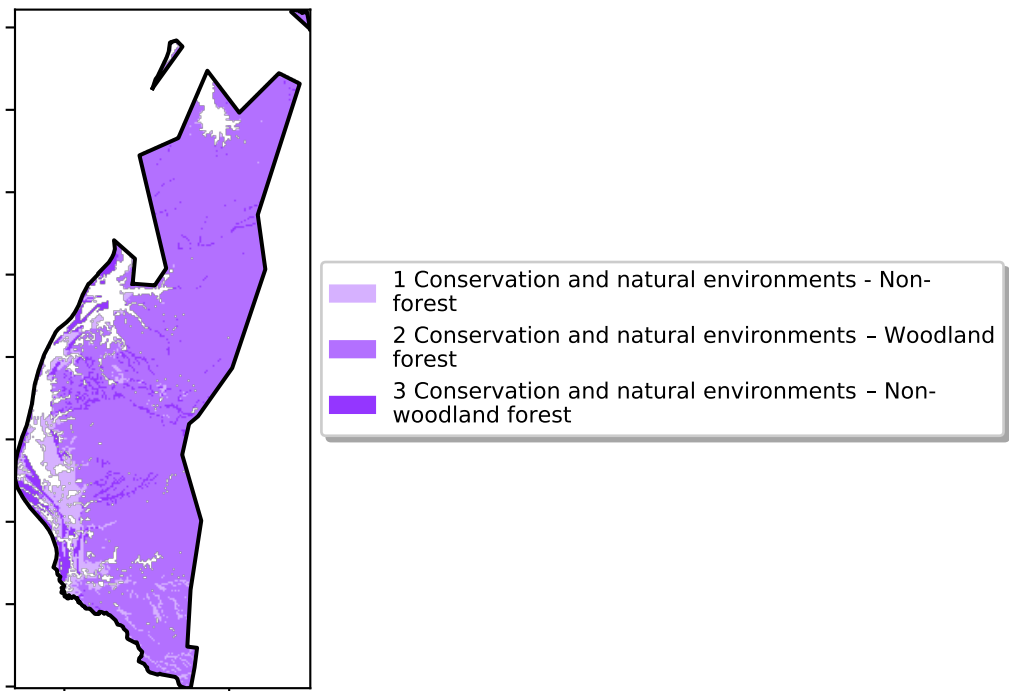 1 Conservation and natural environments - Non-
forest
2 Conservation and natural environments – Woodland
forest
3 Conservation and natural environments – Non-
woodland forest